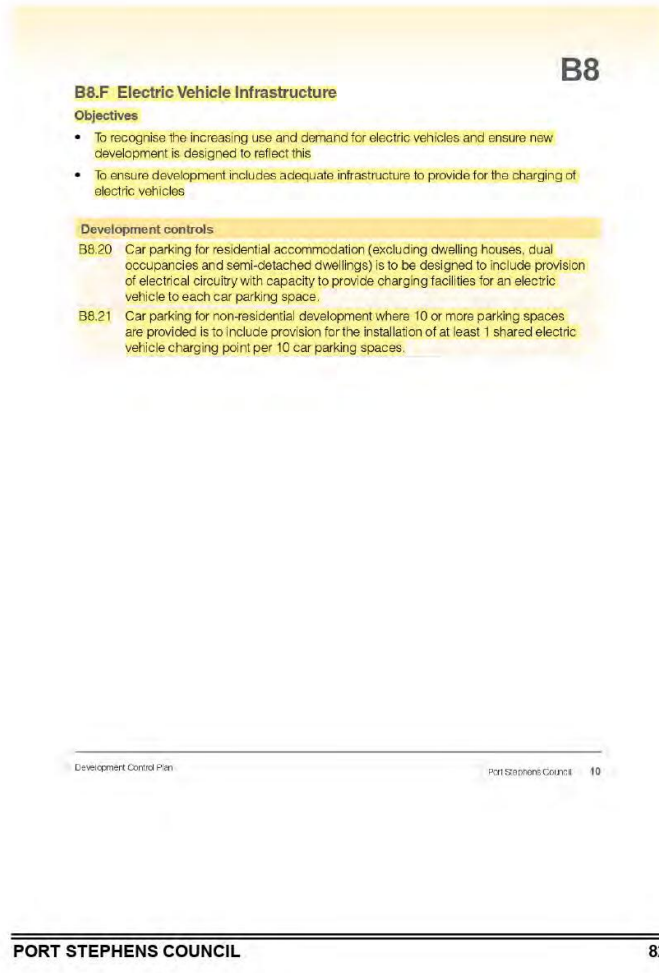 B8
B8.F Electric Vehicle Infrastructure
Objectives
• To recognise the increasing use and demand for electric vehicles and ensure new
development is designed to reflect this
• To ensure development includes adequate infrastructure to provide for the charging of
electric vehicles
Development controls
B8.20 Car parking for residential accommodation (excluding dwelling houses, dual
occupancies and semi-detached dwellings) is to be designed to include provision
of electrical circuitry with capacity to provide charging facilities for an electric
vehicle to each car parking space.
B8.21 Car parking for non-residential development where 10 or more parking spaces
are provided is to include provision for the installation of at least 1 shared electric
vehicle charging point per 10 car parking spaces.
Development Control Plan
Port Stephens Council 10
PORT STEPHENS COUNCIL